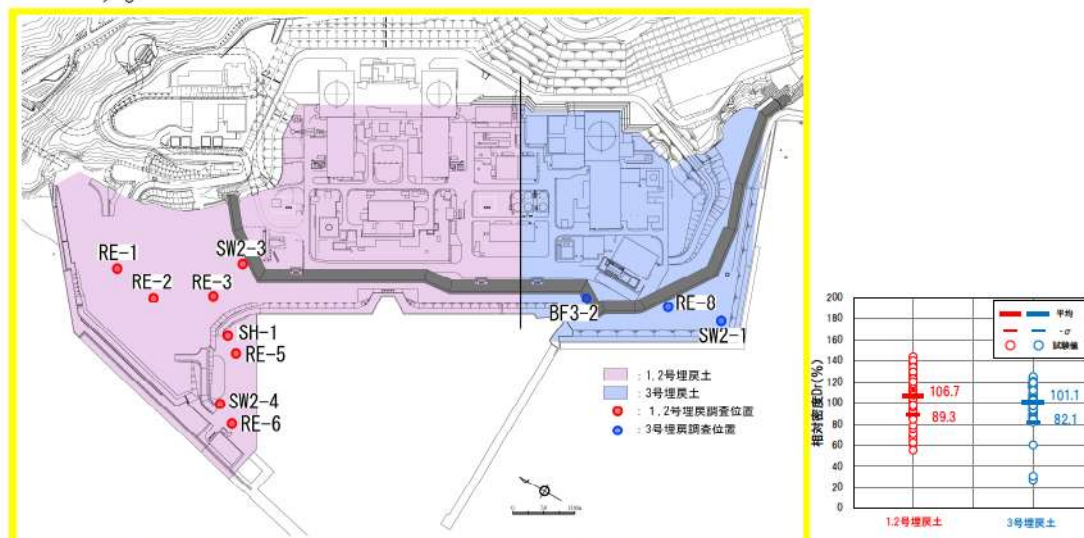 RE-1
RE-2
RE-3
SW2-3
SH-1
RE-5
SW2-4
RE-6
BF3-2
RE-8
SW2-1
：1,2号埋戻土
：3号埋戻土
：1,2号埋戻調査位置
：3号埋戻調査位置
相対密度Dr(%)
200
180
160
140
120
100
80
60
40
20
0
平均
-σ
試験値
106.7
89.3
101.1
82.1
1.2号埋戻土
3号埋戻土